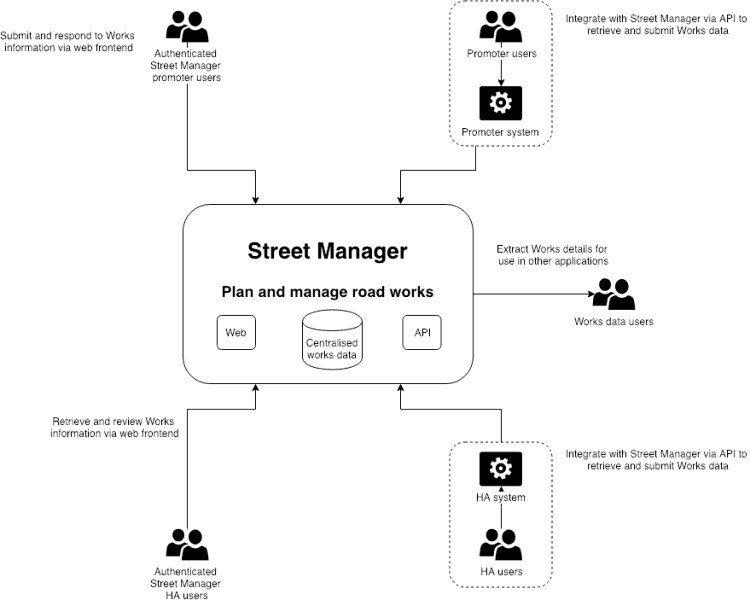 Submit and respond to Works
information via web frontend
Authenticated
Street Manager
promoter users
Promoter users
Promoter system
Integrate with Street Manager via API to
retrieve and submit Works data
Street Manager
Plan and manage road works
Web
Centralised
works data
API
Extract Works details for
use in other applications
Works data users
Retrieve and review Works
information via web frontend
Authenticated
Street Manager
HA users
HA system
HA users
Integrate with Street Manager via API to
retrieve and submit Works data